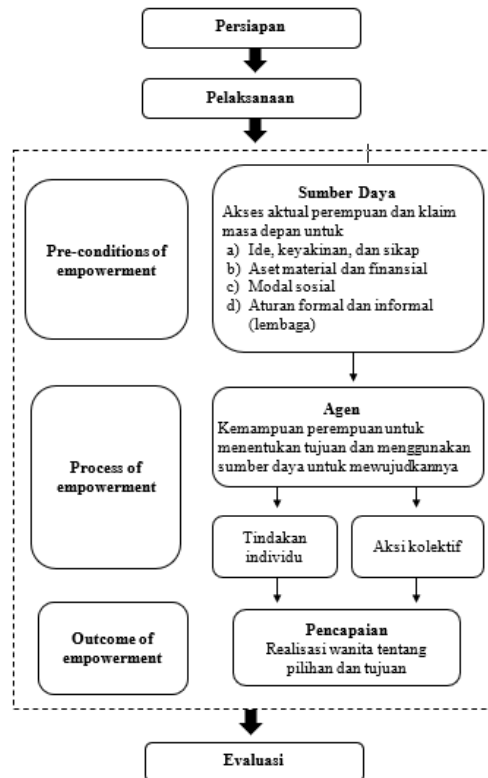 Persiapan
Pelaksanaan
Pre-conditions of
empowerment
Sumber Daya
Akses aktual perempuan dan klaim
masa depan untuk
a) Ide, keyakinan, dan sikap
b) Aset material dan finansial
c) Modal sosial
d) Aturan formal dan informal
(lembaga)
Process of
empowerment
Agen
Kemampuan perempuan untuk
menentukan tujuan dan menggunakan
sumber daya untuk mewujudkannya
Tindakan
individu
Aksi kolektif
Outcome of
empowerment
Pencapaian
Realisasi wanita tentang
pilihan dan tujuan
Evaluasi